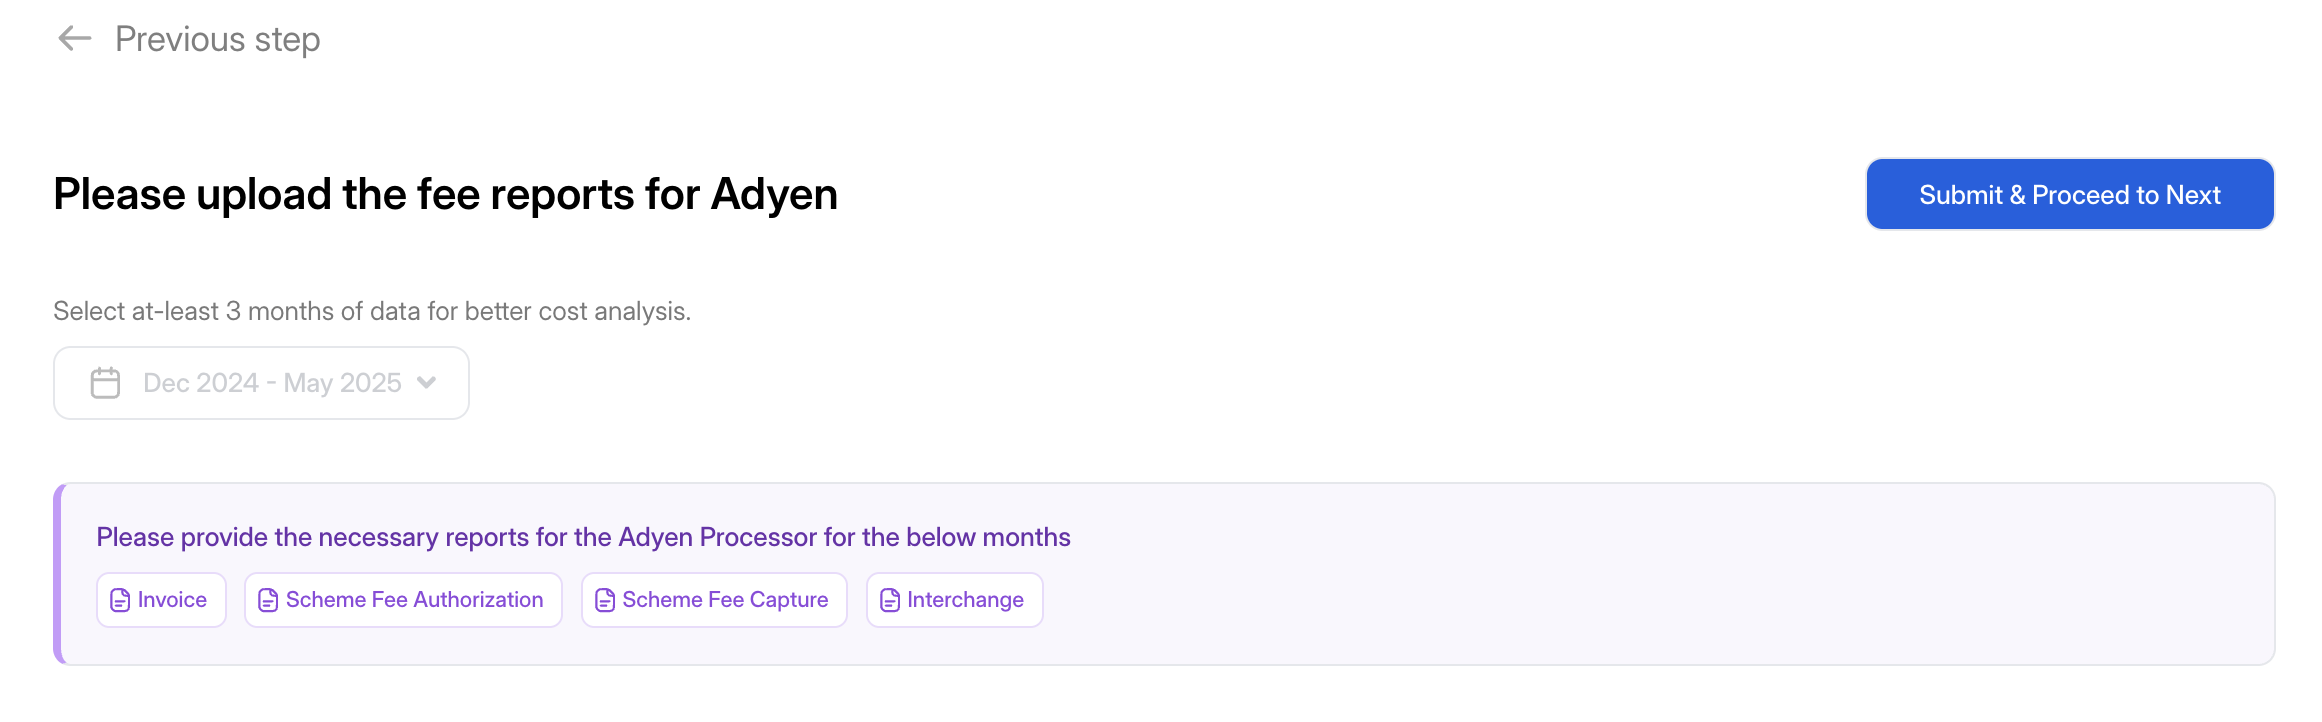 Previous step
Please upload the fee reports for Adyen
Submit & Proceed to Next
Select at-least 3 months of data for better cost analysis.
Dec 2024 - May 2025
Please provide the necessary reports for the Adyen Processor for the below months
Invoice
Scheme Fee Authorization
Scheme Fee Capture
Interchange